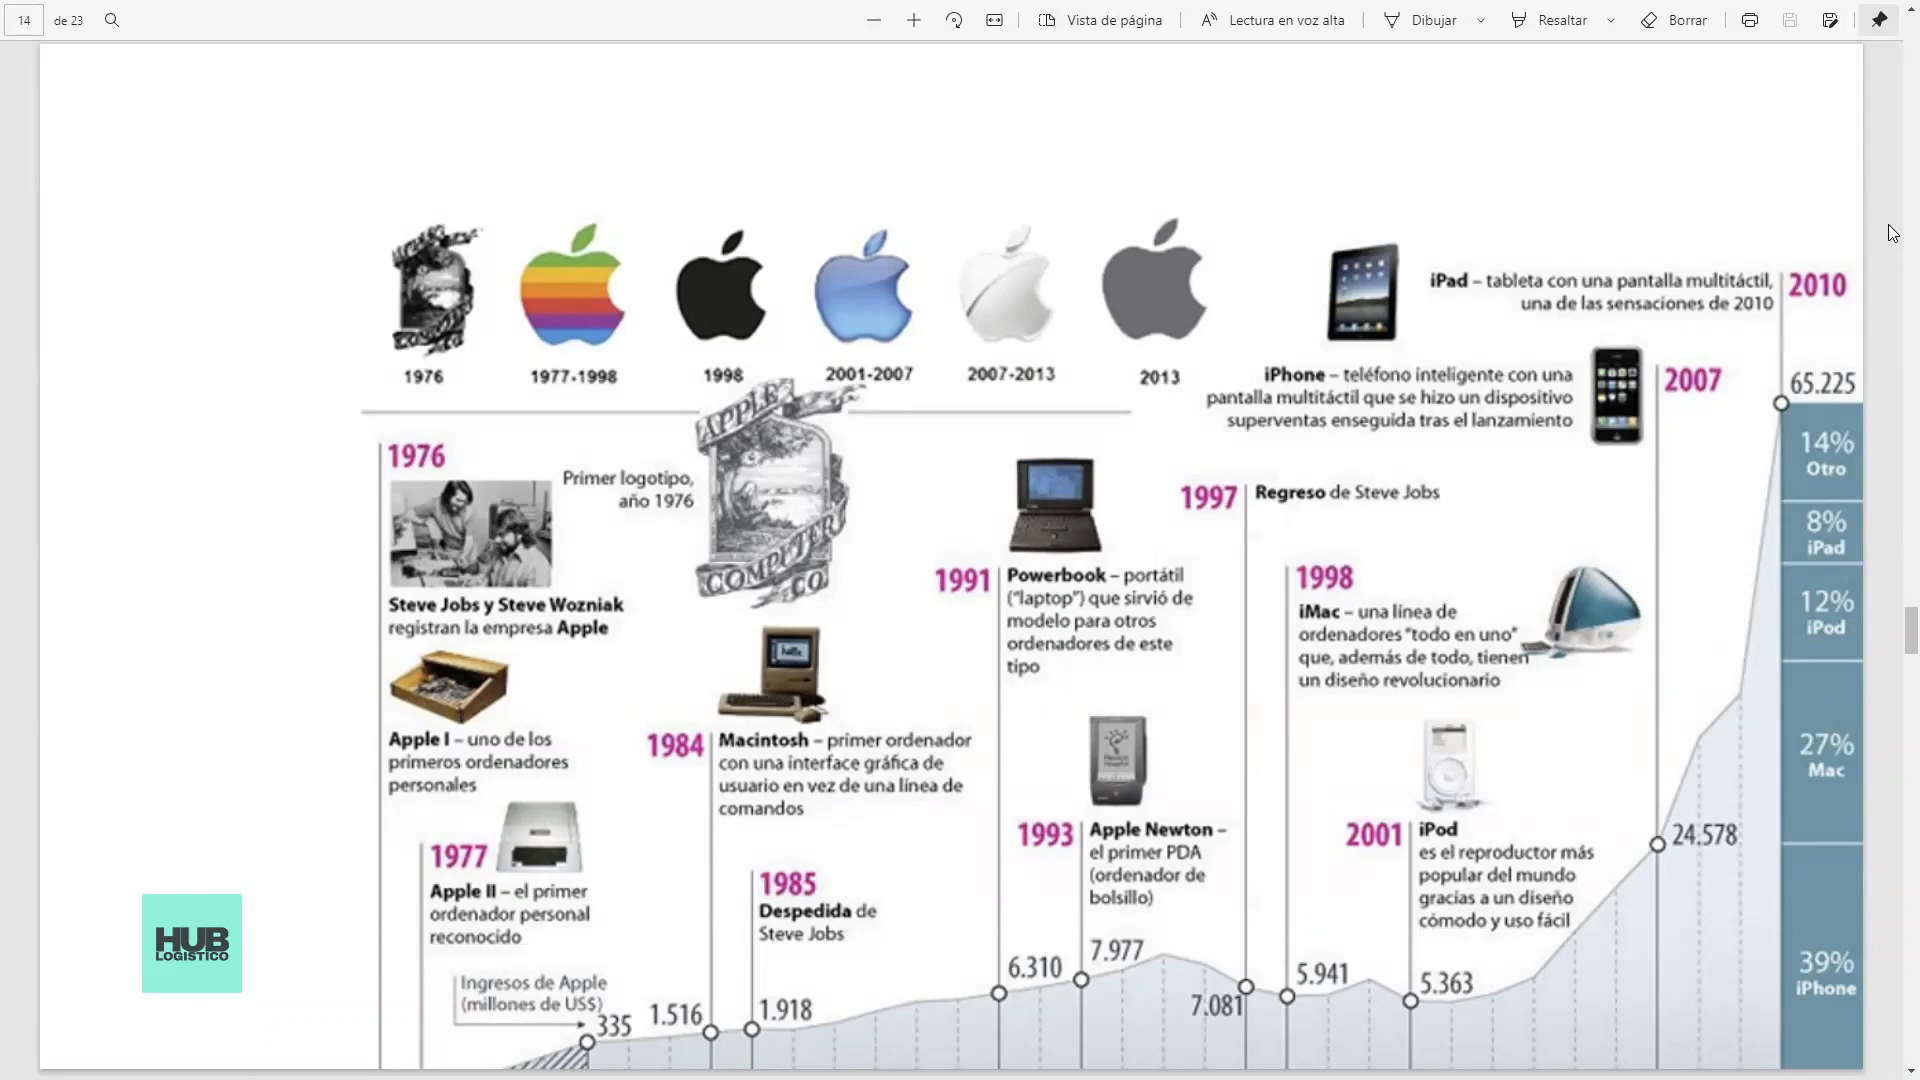 14 de 23
Vista de página
Lectura en voz alta
Dibujar
Resaltar
Borrar
1976
1977-1998
1998
2001-2007
2007-2013
2013
iPad – tableta con una pantalla multitáctil,
una de las sensaciones de 2010
2010
iPhone – teléfono inteligente con una
pantalla multitáctil que se hizo un dispositivo
superventas enseguida tras el lanzamiento
2007
65.225
14%
Otro
8%
iPad
12%
iPod
27%
Mac
39%
iPhone
1976
Primer logotipo,
año 1976
APPLE
COMPUTER
CO
Steve Jobs y Steve Wozniak
registran la empresa Apple
Apple I – uno de los
primeros ordenadores
personales
1977
Apple II – el primer
ordenador personal
reconocido
1984
Macintosh – primer ordenador
con una interface gráfica de
usuario en vez de una línea de
comandos
1985
Despedida de
Steve Jobs
1991
Powerbook – portátil
("laptop") que sirvió de
modelo para otros
ordenadores de este
tipo
1993
Apple Newton –
el primer PDA
(ordenador de
bolsillo)
1997
Regreso de Steve Jobs
1998
iMac – una línea de
ordenadores "todo en uno"
que, además de todo, tienen
un diseño revolucionario
2001
iPod
es el reproductor más
popular del mundo
gracias a un diseño
cómodo y uso fácil
Ingresos de Apple
(millones de US$)
335
1.516
1.918
6.310
7.977
7.081
5.941
5.363
24.578
HUB
LOGISTICO